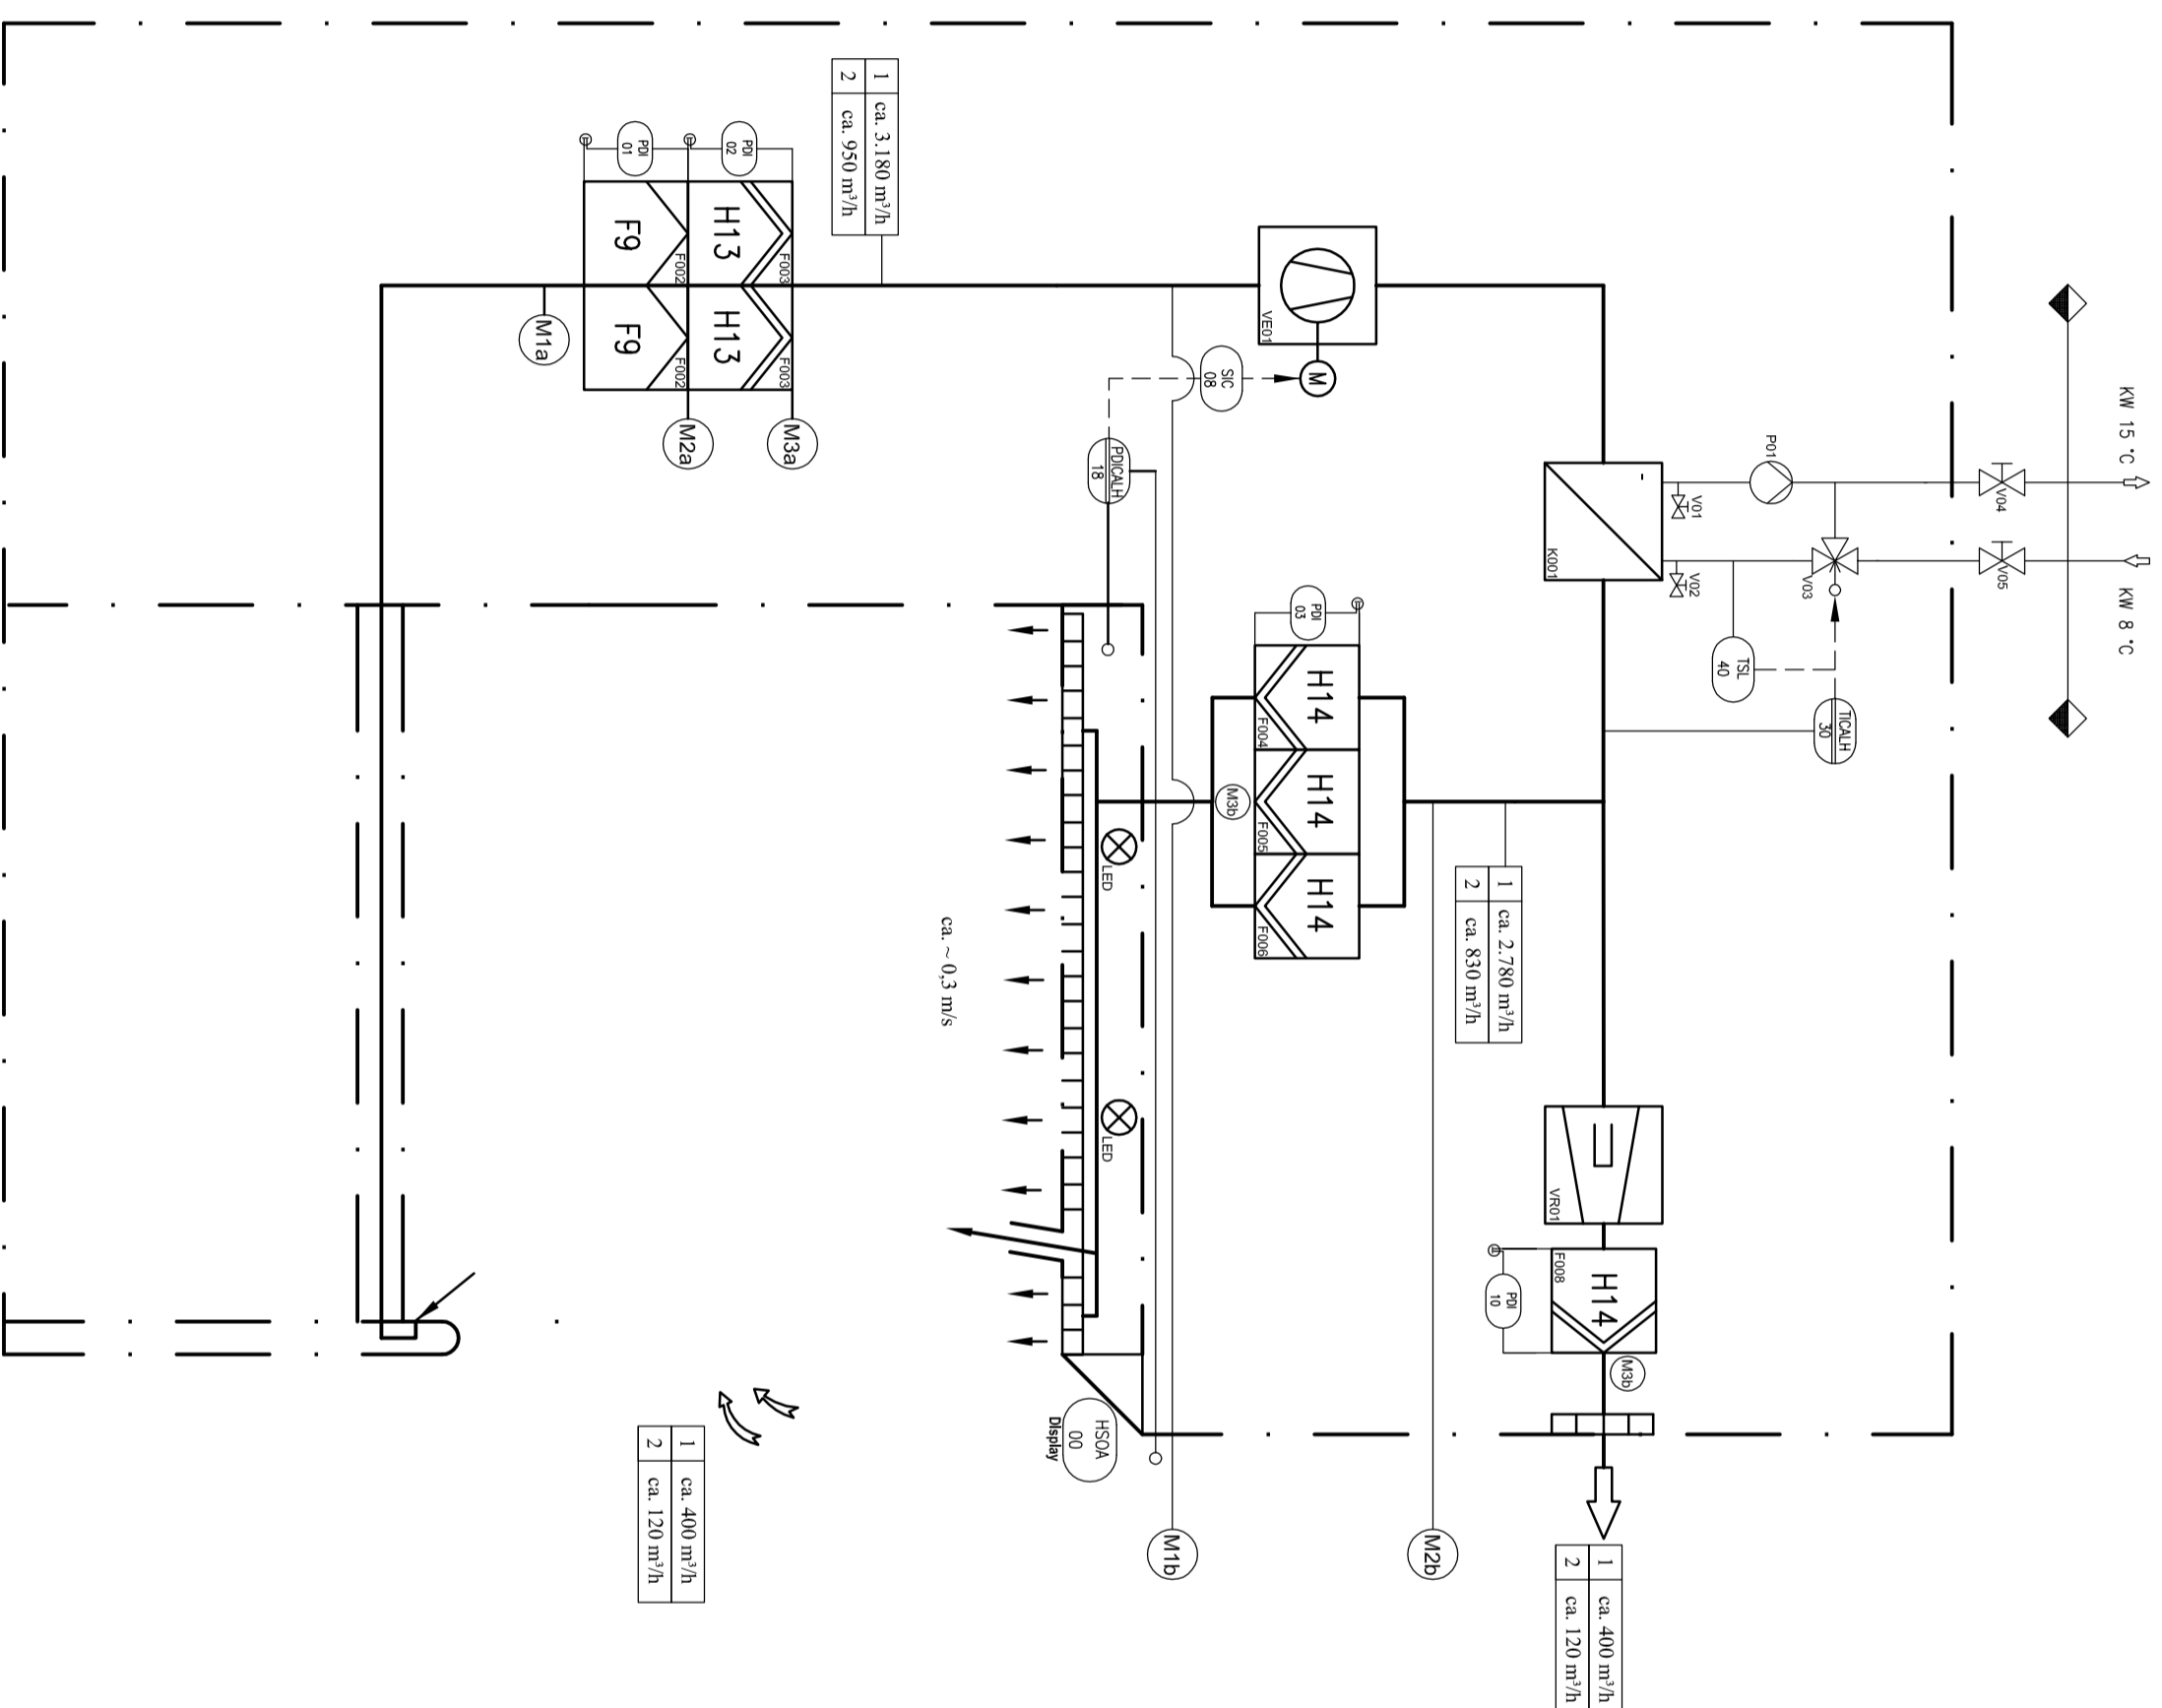 KW 15 °C
KW 8 °C
V04
V05
P01
V01
V02
V03
TSL
40
TICALH
30
-
K001
VR01
F008
H14
PDI
10
M3b
1 ca. 400 m³/h
2 ca. 120 m³/h
1 ca. 2.780 m³/h
2 ca. 830 m³/h
M2b
VE01
M
SIC
08
PDI
03
H14
H14
H14
F004
F005
F006
M3b
M1b
PDICALH
18
LED
LED
HSOA
00
Display
ca. ~ 0,3 m/s
1 ca. 3.180 m³/h
2 ca. 950 m³/h
PDI
02
PDI
01
H13
H13
F003
F003
F9
F9
F002
F002
M3a
M2a
M1a
1 ca. 400 m³/h
2 ca. 120 m³/h